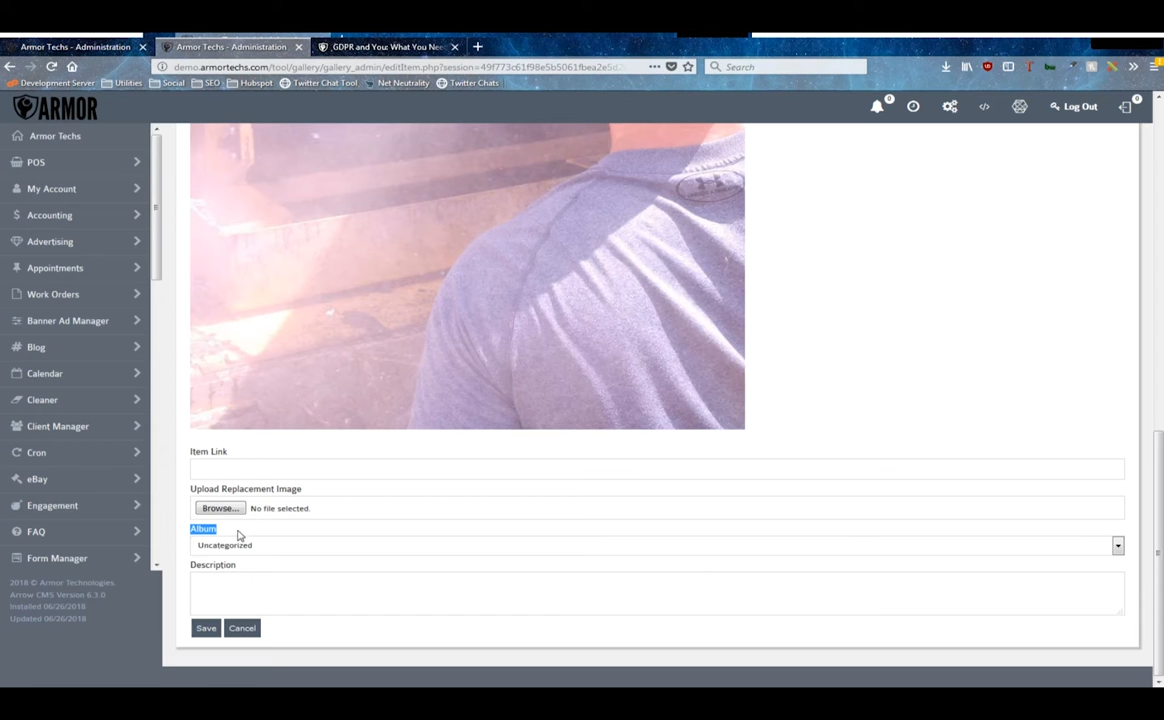 Armor Techs - Administration
Armor Techs - Administration
GDPR and You: What You Nee
demo.armortechs.com/tool/gallery/gallery_admin/editItem.php?session=49f773c61f98e5b5061fbea2e5d
Search
Development Server
Utilities
Social
SEO
Hubspot
Twitter Chat Tool
Net Neutrality
Twitter Chats
ARMOR
0
Log Out
0
Armor Techs
POS
My Account
Accounting
Advertising
Appointments
Work Orders
Banner Ad Manager
Blog
Calendar
Cleaner
Client Manager
Cron
eBay
Engagement
FAQ
Form Manager
2018 © Armor Technologies.
Arrow CMS Version 6.3.0
Installed 06/26/2018
Updated 06/26/2018
Item Link
Upload Replacement Image
Browse... No file selected.
Album
Uncategorized
Description
Save Cancel